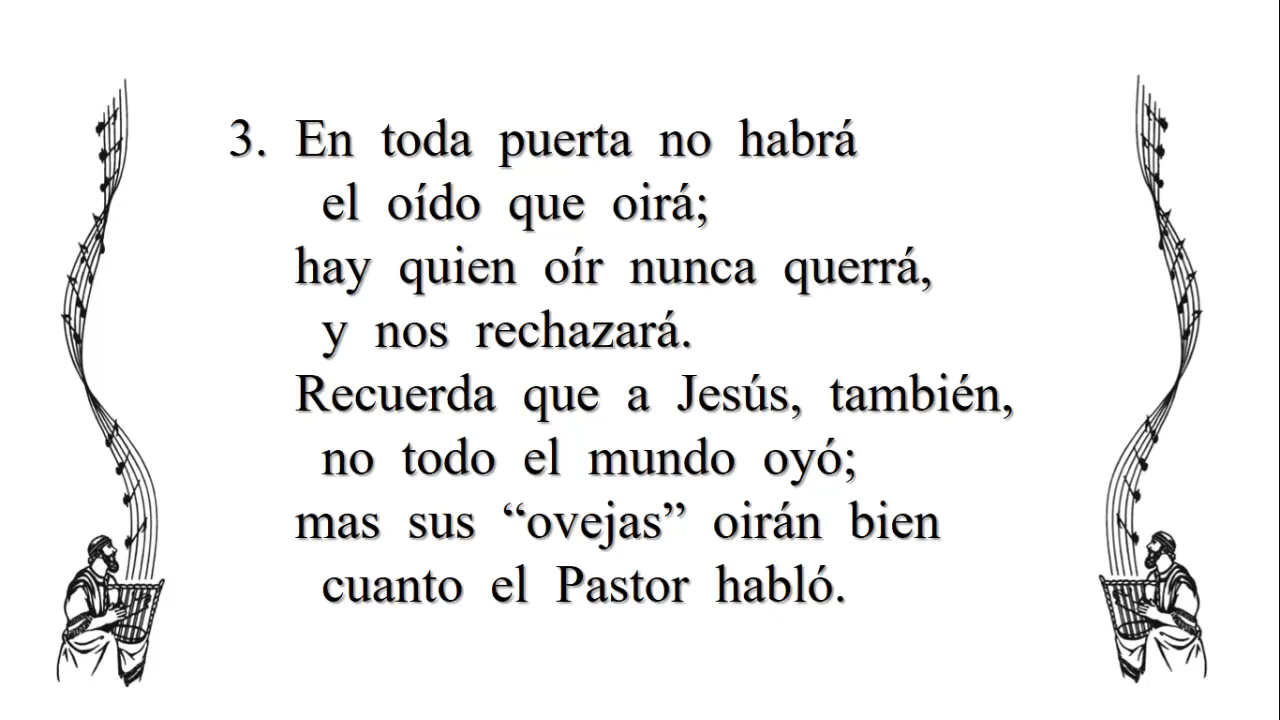 3. En toda puerta no habrá
el oído que oirá;
hay quien oír nunca querrá,
y nos rechazará.
Recuerda que a Jesús, también,
no todo el mundo oyó;
mas sus “ovejas” oirán bien
cuanto el Pastor habló.